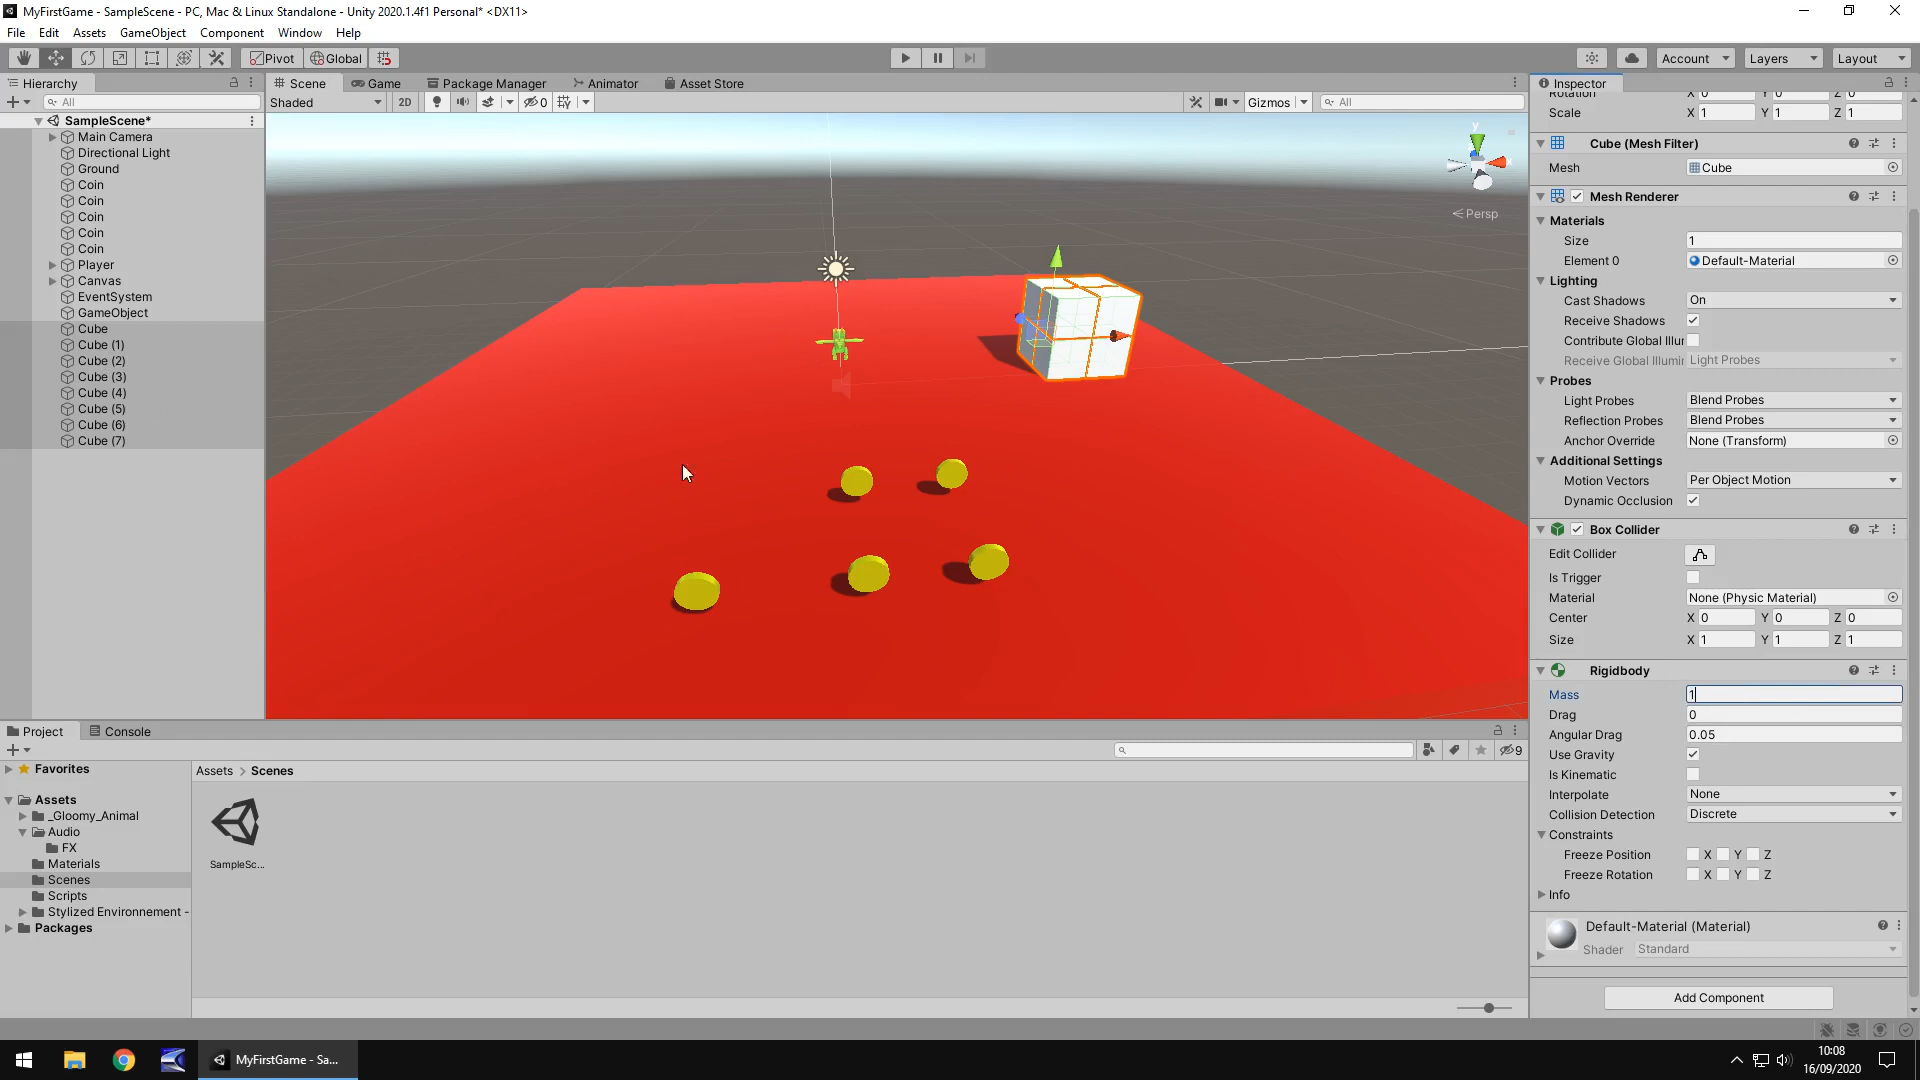 MyFirstGame - SampleScene - PC, Mac & Linux Standalone - Unity 2020.1.4f1 Personal* <DX11>
File Edit Assets GameObject Component Window Help
Pivot Global Account Layers Layout
Hierarchy
All
SampleScene*
Main Camera
Directional Light
Ground
Coin
Coin
Coin
Coin
Coin
Player
Canvas
EventSystem
GameObject
Cube
Cube (1)
Cube (2)
Cube (3)
Cube (4)
Cube (5)
Cube (6)
Cube (7)
Scene Game Package Manager Animator Asset Store
Shaded 2D 0 Gizmos All
y
Persp
Inspector
Rotation X 0 Y 0 Z 0
Scale X 1 Y 1 Z 1
Cube (Mesh Filter)
Mesh Cube
Mesh Renderer
Materials
Size 1
Element 0 Default-Material
Lighting
Cast Shadows On
Receive Shadows
Contribute Global Illur
Receive Global Illumir Light Probes
Probes
Light Probes Blend Probes
Reflection Probes Blend Probes
Anchor Override None (Transform)
Additional Settings
Motion Vectors Per Object Motion
Dynamic Occlusion
Box Collider
Edit Collider
Is Trigger
Material None (Physic Material)
Center X 0 Y 0 Z 0
Size X 1 Y 1 Z 1
Rigidbody
Mass 1
Drag 0
Angular Drag 0.05
Use Gravity
Is Kinematic
Interpolate None
Collision Detection Discrete
Constraints
Freeze Position X Y Z
Freeze Rotation X Y Z
Info
Default-Material (Material)
Shader Standard
Add Component
Project Console
9
Favorites
Assets
_Gloomy_Animal
Audio
FX
Materials
Scenes
Scripts
Stylized Environnement -
Packages
Assets > Scenes
SampleSc...
MyFirstGame - Sa...
10:08
16/09/2020